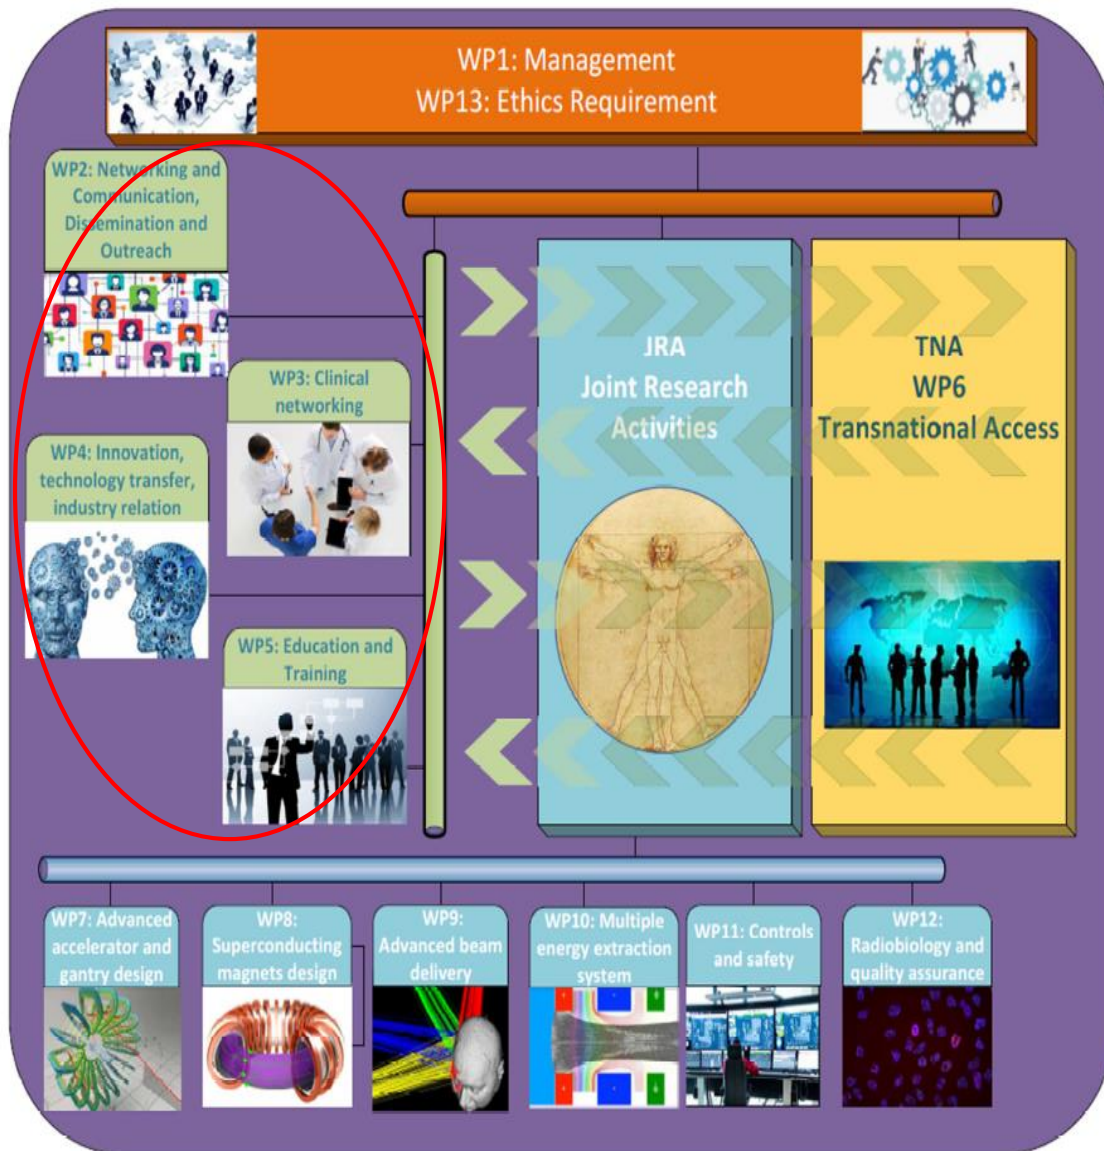 WP1: Management
WP13: Ethics Requirement
WP2: Networking and
Communication,
Dissemination and
Outreach
WP3: Clinical
networking
WP4: Innovation,
technology transfer,
industry relation
WP5: Education and
Training
JRA
Joint Research
Activities
TNA
WP6
Transnational Access
WP7: Advanced
accelerator and
gantry design
WP8:
Superconducting
magnets design
WP9:
Advanced beam
delivery
WP10: Multiple
energy extraction
system
WP11: Controls
and safety
WP12:
Radiobiology and
quality assurance